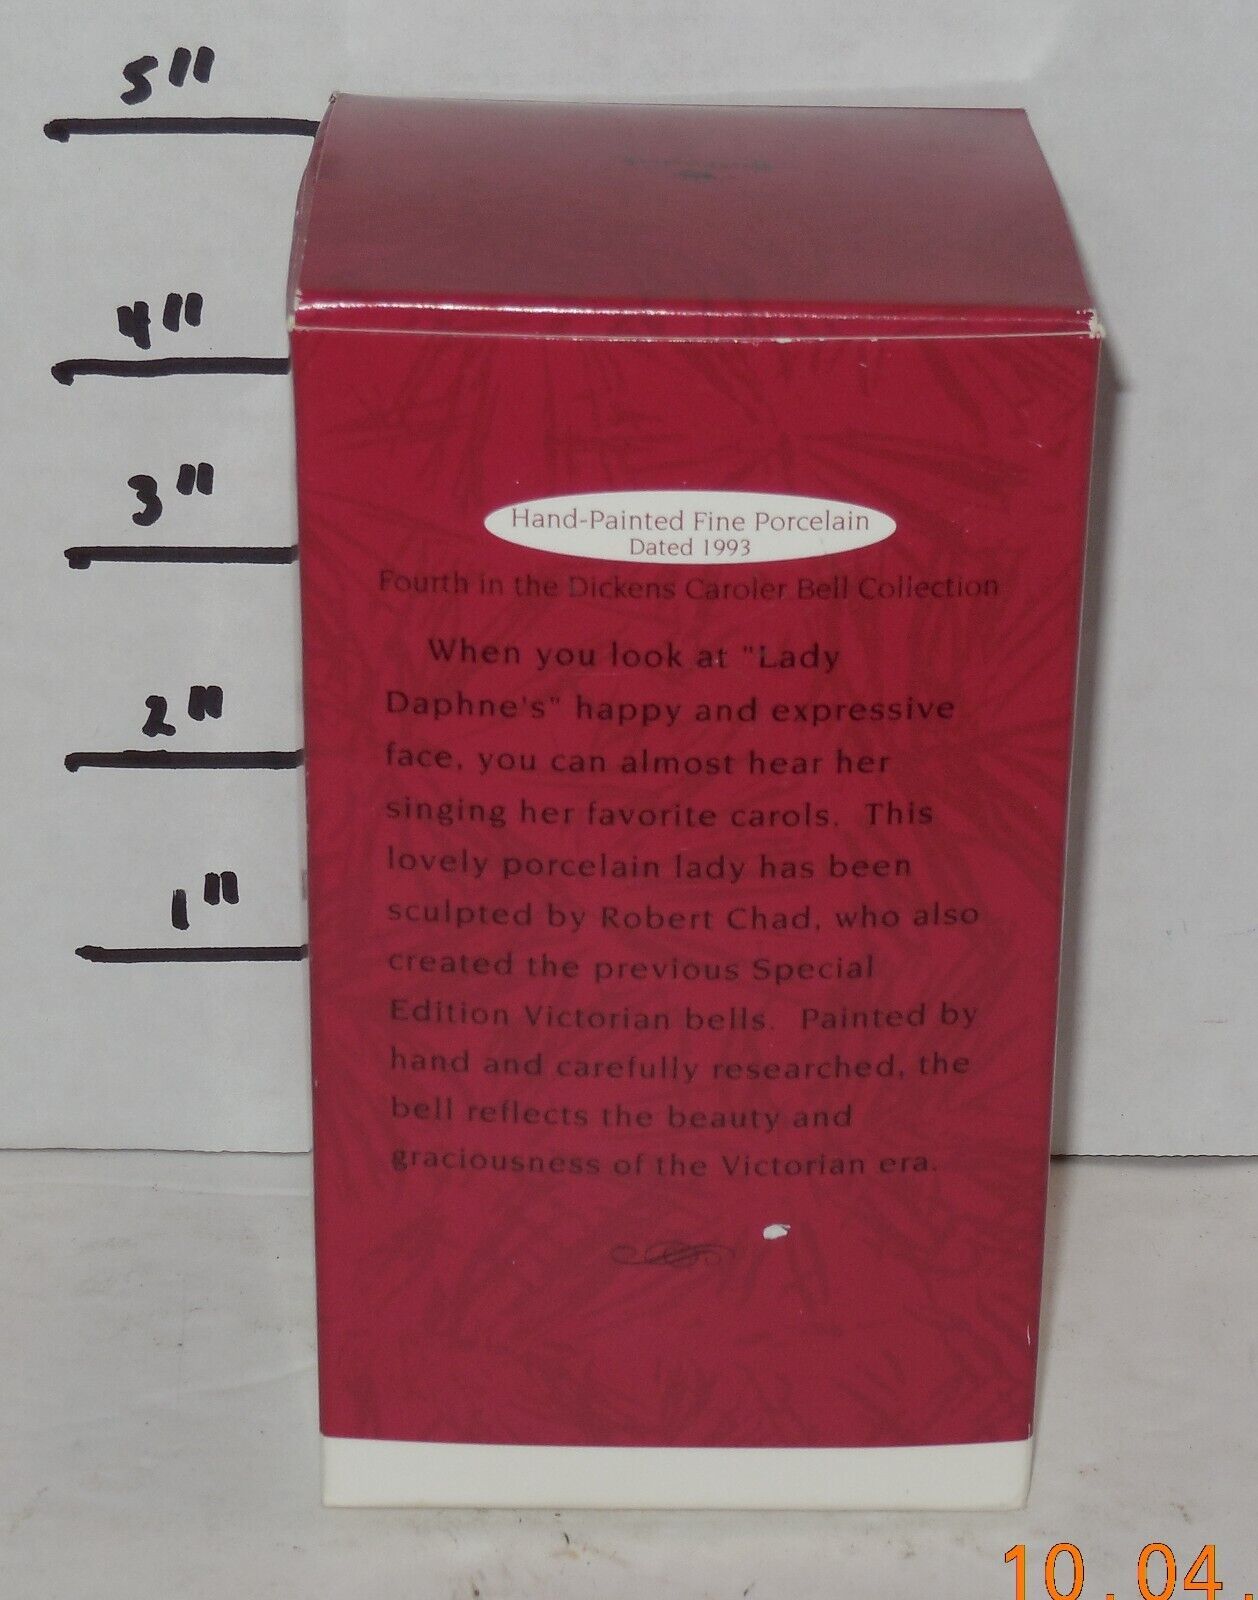 5"
4"
3"
2"
1"
Hand-Painted Fine Porcelain
Dated 1993
Fourth in the Dickens Caroler Bell Collection
When you look at "Lady
Daphne's" happy and expressive
face, you can almost hear her
singing her favorite carols. This
lovely porcelain lady has been
sculpted by Robert Chad, who also
created the previous Special
Edition Victorian bells. Painted by
hand and carefully researched, the
bell reflects the beauty and
graciousness of the Victorian era.
10.04.